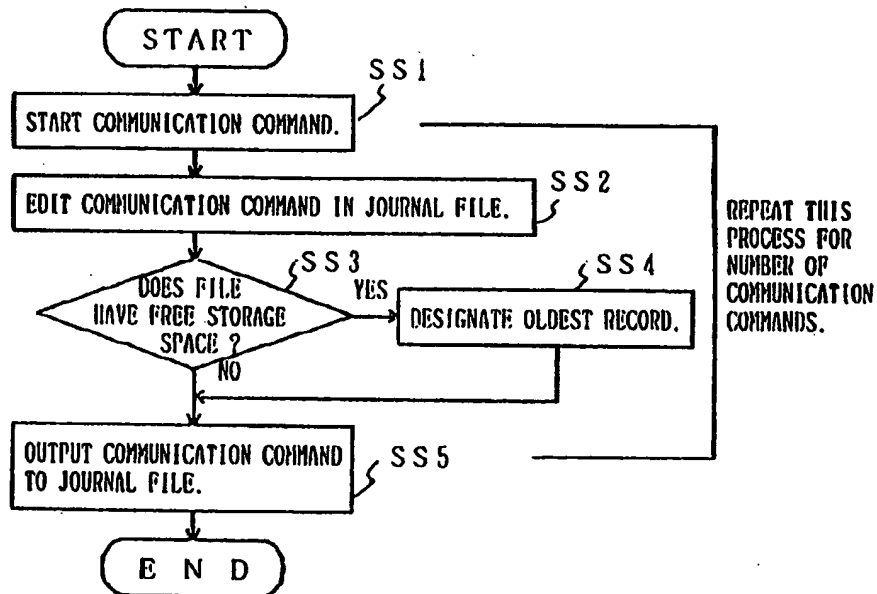 START
SS1
START COMMUNICATION COMMAND.
SS2
EDIT COMMUNICATION COMMAND IN JOURNAL FILE.
SS3
DOES FILE
HAVE FREE STORAGE
SPACE ?
YES
NO
SS4
DESIGNATE OLDEST RECORD.
REPEAT THIS
PROCESS FOR
NUMBER OF
COMMUNICATION
COMMANDS.
OUTPUT COMMUNICATION COMMAND
TO JOURNAL FILE.
SS5
END